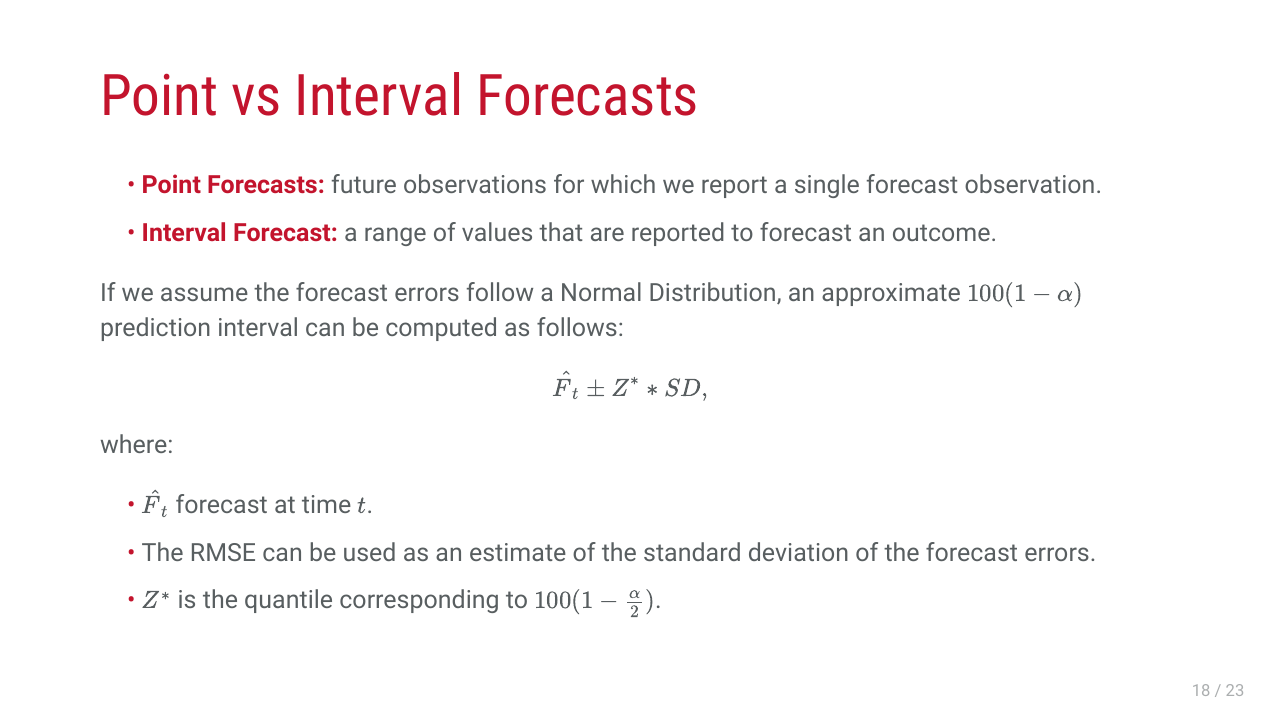 Point vs Interval Forecasts
• Point Forecasts: future observations for which we report a single forecast observation.
• Interval Forecast: a range of values that are reported to forecast an outcome.
If we assume the forecast errors follow a Normal Distribution, an approximate 100(1 − α)
prediction interval can be computed as follows:
F̂ₜ ± Z* * SD,
where:
• F̂ₜ forecast at time t.
• The RMSE can be used as an estimate of the standard deviation of the forecast errors.
• Z* is the quantile corresponding to 100(1 − α/2).
18 / 23